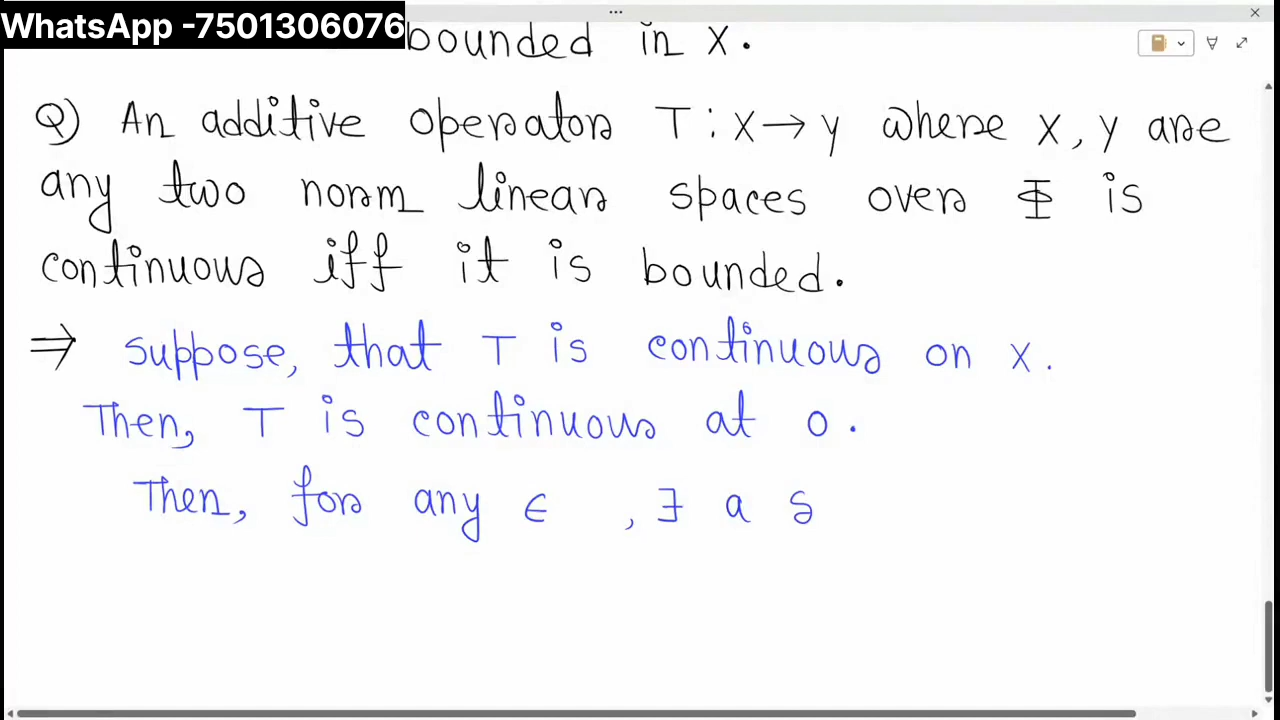 WhatsApp -7501306076
bounded in X.
Q) An additive operator T : X → y where X, y are
any two norm linear spaces over Φ is
continuous iff it is bounded.
⇒ suppose, that T is continuous on X.
Then, T is continuous at 0.
Then, for any ϵ , ∃ a s